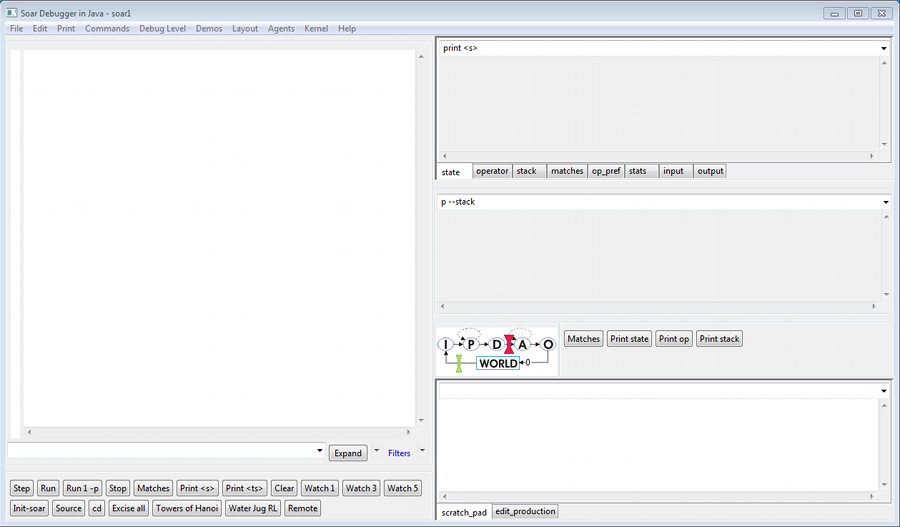 Soar Debugger in Java - soar1
File Edit Print Commands Debug Level Demos Layout Agents Kernel Help
print <s>
state operator stack matches op_pref stats input output
p --stack
I P D A O
WORLD 0
Matches Print state Print op Print stack
Expand Filters
Step Run Run 1 -p Stop Matches Print <s> Print <ts> Clear Watch 1 Watch 3 Watch 5
Init-soar Source cd Excise all Towers of Hanoi Water Jug RL Remote
scratch_pad edit_production